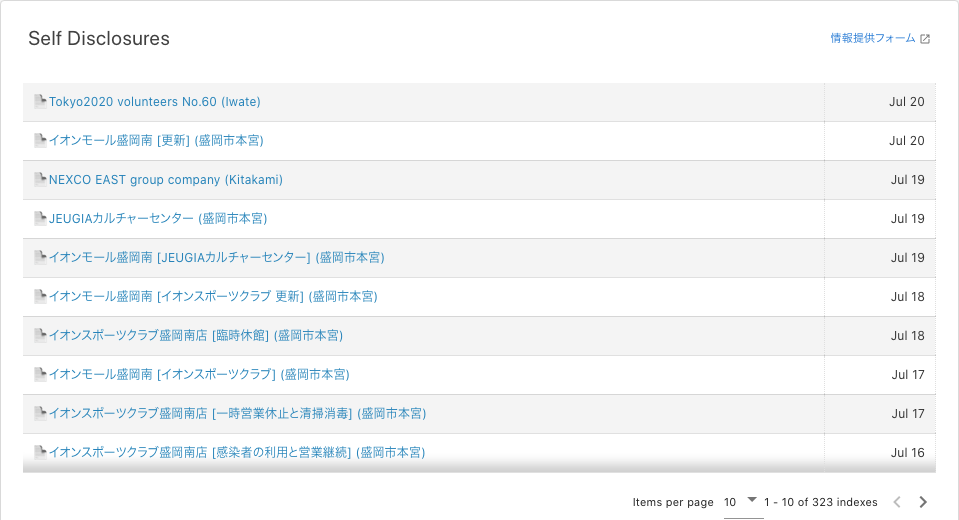 Self Disclosures
情報提供フォーム
Tokyo2020 volunteers No.60 (Iwate) Jul 20
イオンモール盛岡南 [更新] (盛岡市本宮) Jul 20
NEXCO EAST group company (Kitakami) Jul 19
JEUGIAカルチャーセンター (盛岡市本宮) Jul 19
イオンモール盛岡南 [JEUGIAカルチャーセンター] (盛岡市本宮) Jul 19
イオンモール盛岡南 [イオンスポーツクラブ 更新] (盛岡市本宮) Jul 18
イオンスポーツクラブ盛岡南店 [臨時休館] (盛岡市本宮) Jul 18
イオンモール盛岡南 [イオンスポーツクラブ] (盛岡市本宮) Jul 17
イオンスポーツクラブ盛岡南店 [一時営業休止と清掃消毒] (盛岡市本宮) Jul 17
イオンスポーツクラブ盛岡南店 [感染者の利用と営業継続] (盛岡市本宮) Jul 16
Items per page 10 1 - 10 of 323 indexes